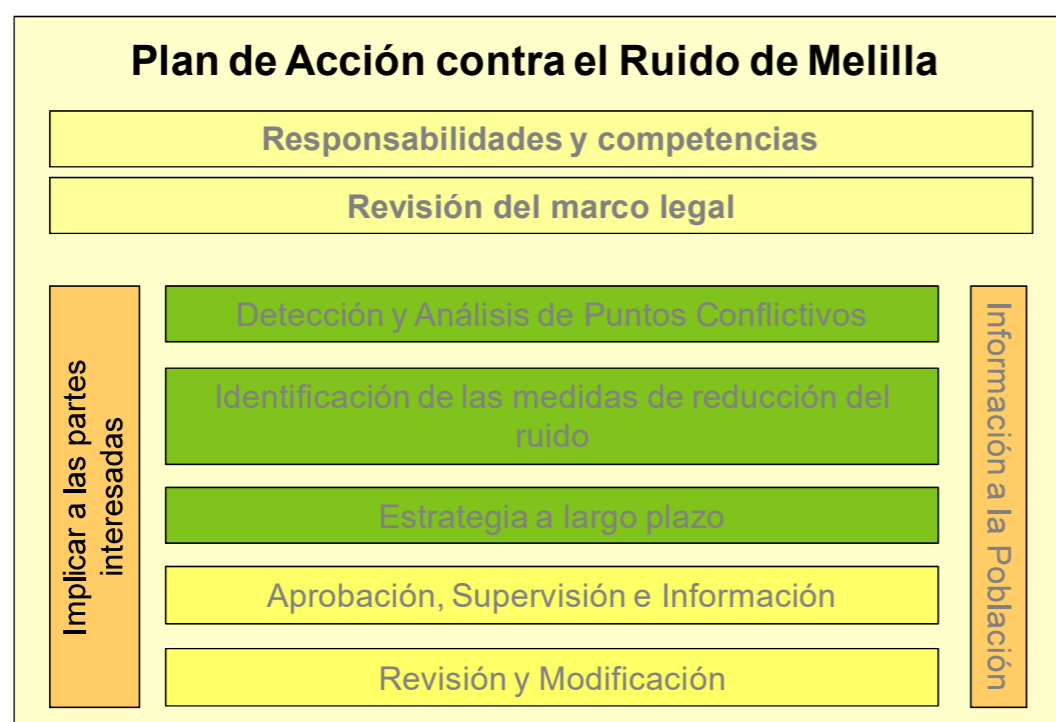 Plan de Acción contra el Ruido de Melilla
Responsabilidades y competencias
Revisión del marco legal
Implicar a las partes
interesadas
Detección y Análisis de Puntos Conflictivos
Identificación de las medidas de reducción del
ruido
Estrategia a largo plazo
Aprobación, Supervisión e Información
Revisión y Modificación
Información a la Población